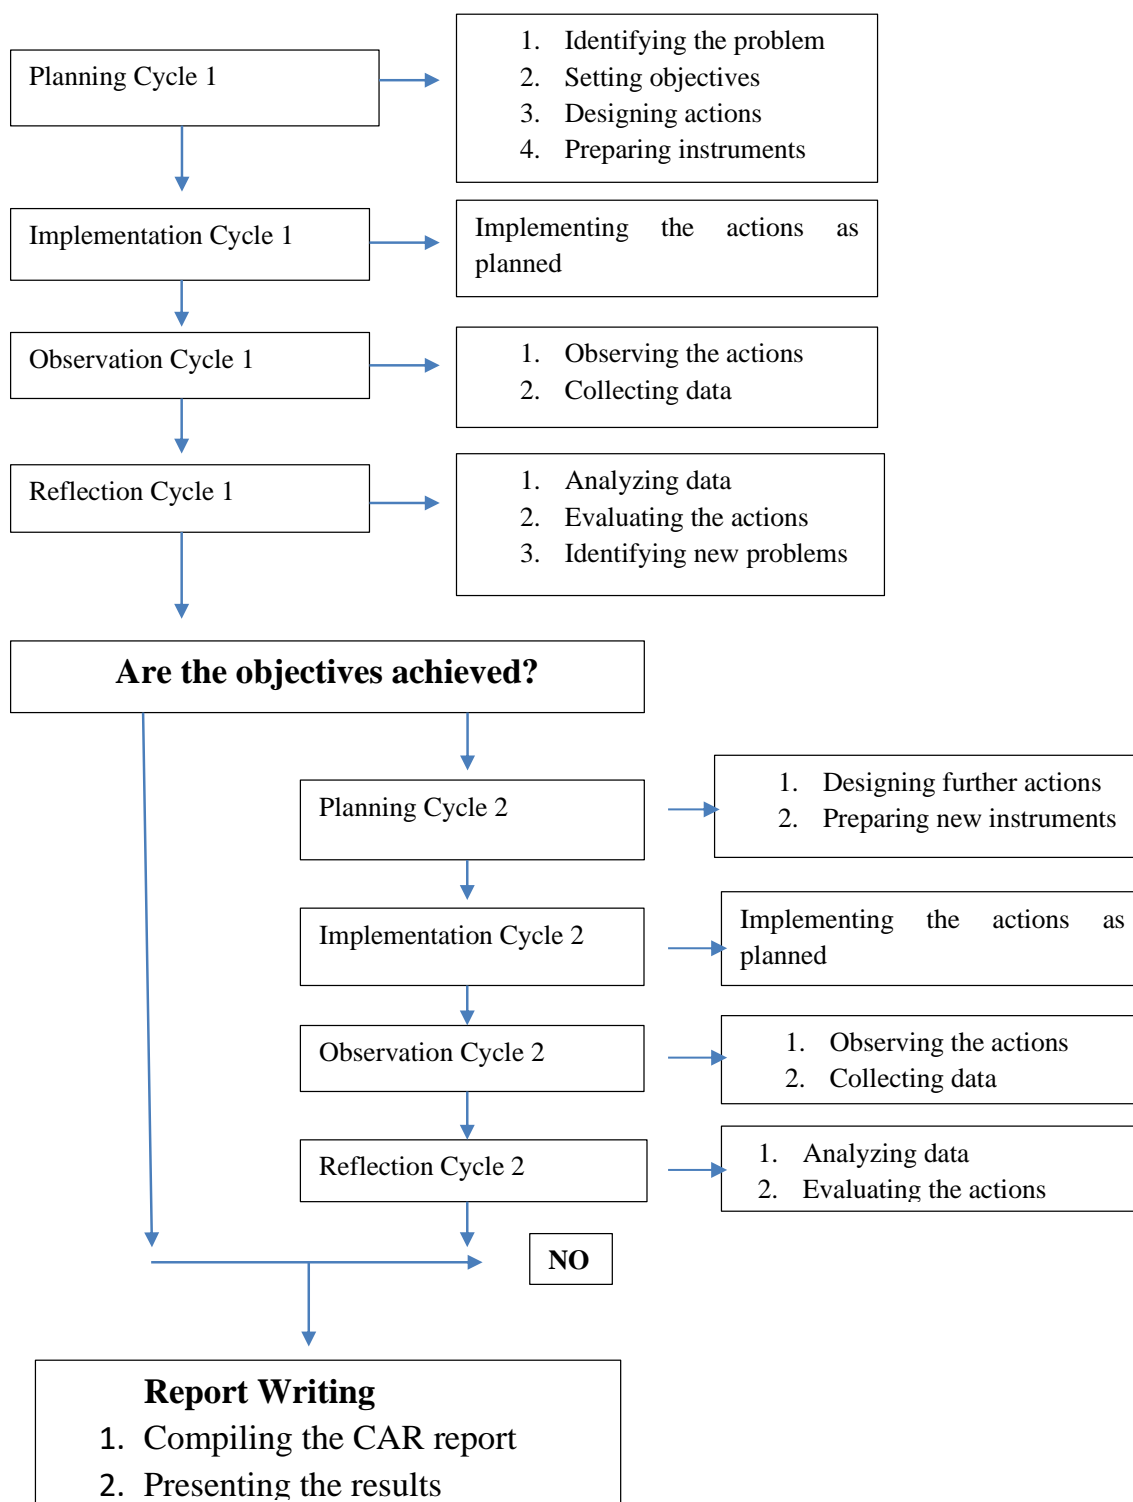 Planning Cycle 1
1. Identifying the problem
2. Setting objectives
3. Designing actions
4. Preparing instruments
Implementation Cycle 1
Implementing the actions as
planned
Observation Cycle 1
1. Observing the actions
2. Collecting data
Reflection Cycle 1
1. Analyzing data
2. Evaluating the actions
3. Identifying new problems
Are the objectives achieved?
Planning Cycle 2
1. Designing further actions
2. Preparing new instruments
Implementation Cycle 2
Implementing the actions as
planned
Observation Cycle 2
1. Observing the actions
2. Collecting data
Reflection Cycle 2
1. Analyzing data
2. Evaluating the actions
NO
Report Writing
1. Compiling the CAR report
2. Presenting the results